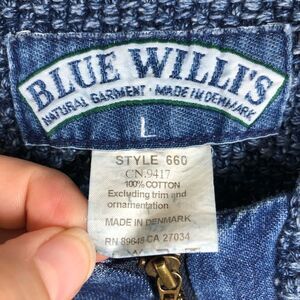 BLUE WILLI'S
NATURAL GARMENT · MADE IN DENMARK
L
STYLE 660
CN.9417
100% COTTON
Excluding trim and
ornamentation
MADE IN DENMARK
RN 89648 CA 27034